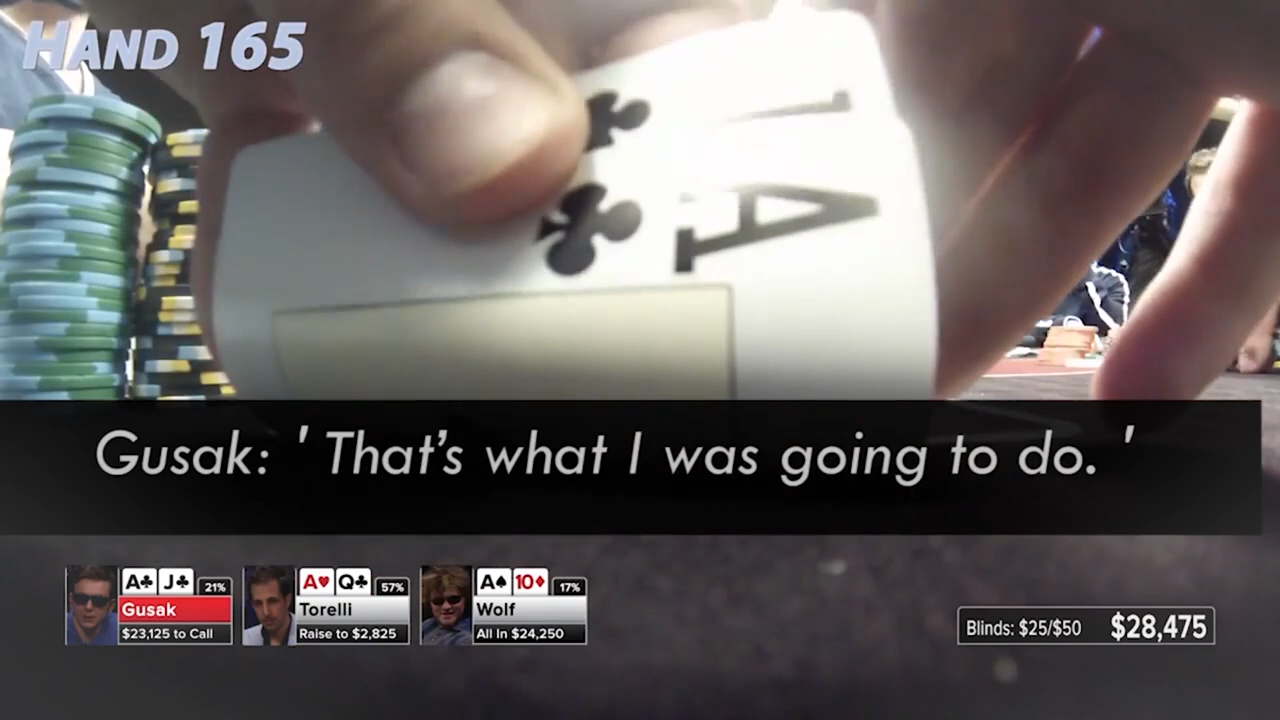 HAND 165
A
Gusak: ' That's what I was going to do. '
A♣ J♣ 21%
Gusak
$23,125 to Call
A♥ Q♣ 57%
Torelli
Raise to $2,825
A♠ 10♦ 17%
Wolf
All In $24,250
Blinds: $25/$50 $28,475